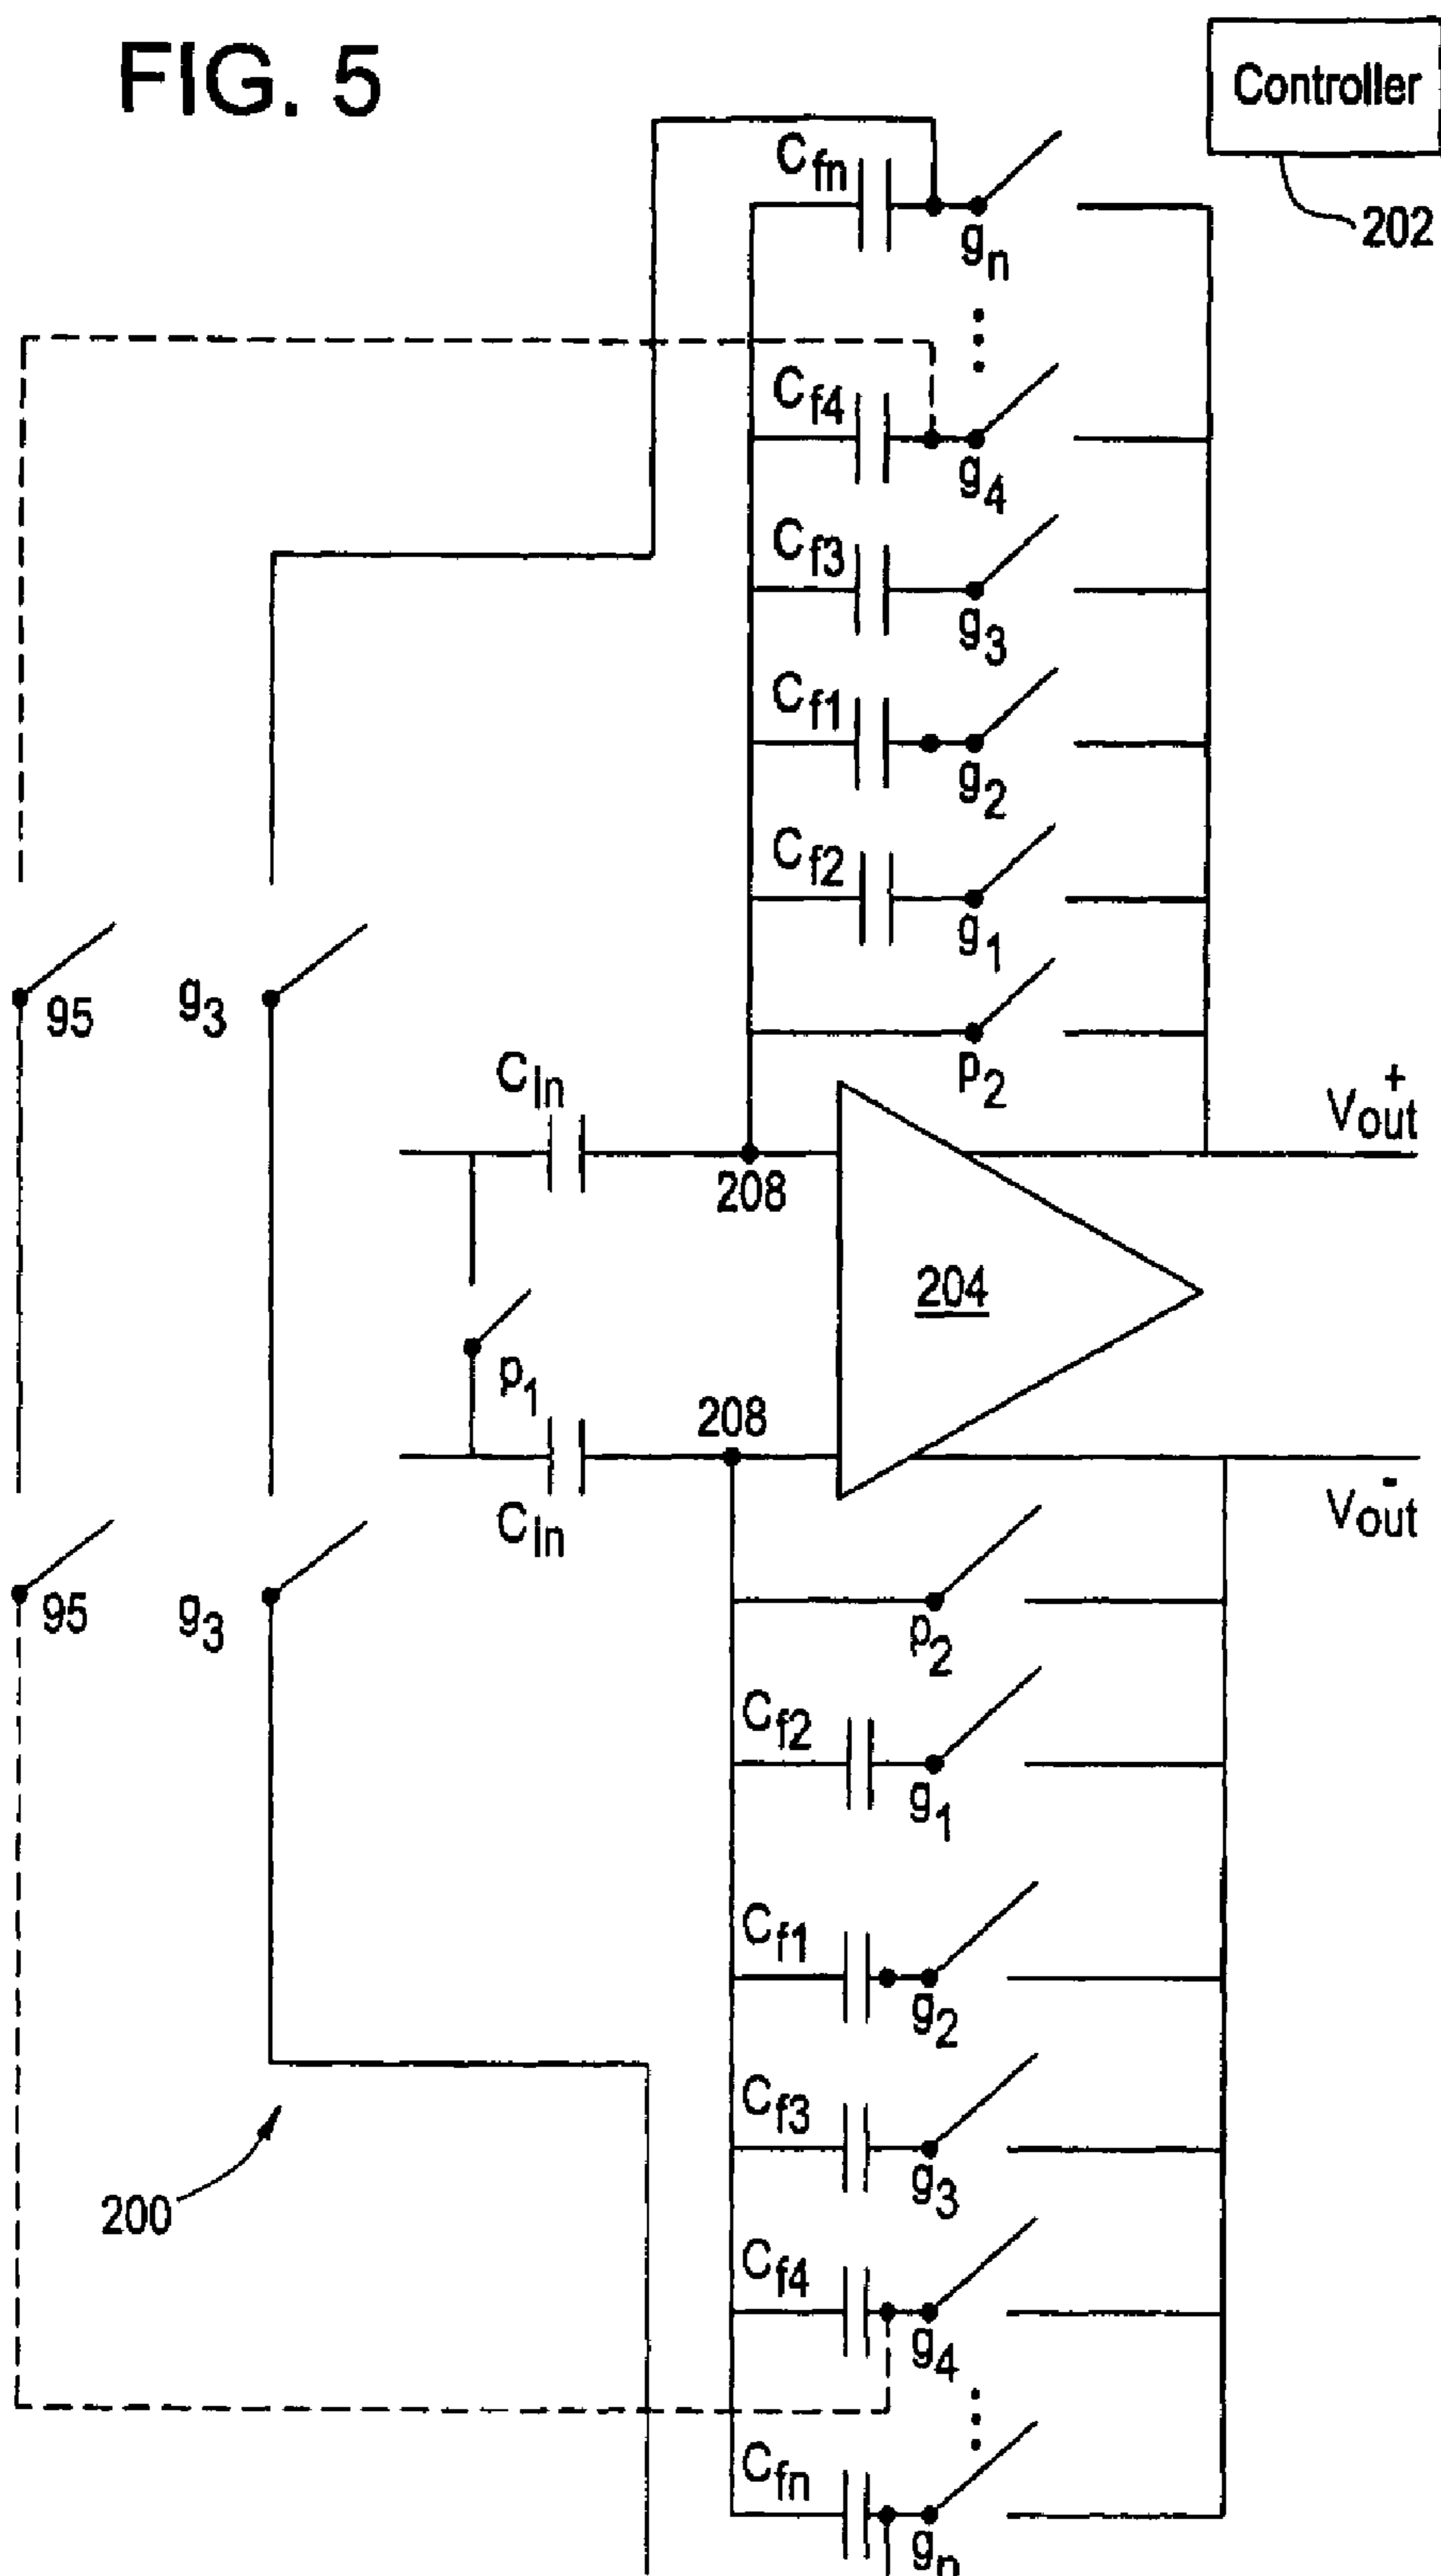 FIG. 5
Controller
202
Cfn
gn
Cf4
g4
Cf3
g3
Cf1
g2
Cf2
g1
95
g3
p2
Cin
Vout+
208
204
p1
208
Cin
Vout-
95
g3
p2
Cf2
g1
Cf1
g2
Cf3
g3
200
Cf4
g4
Cfn
gn